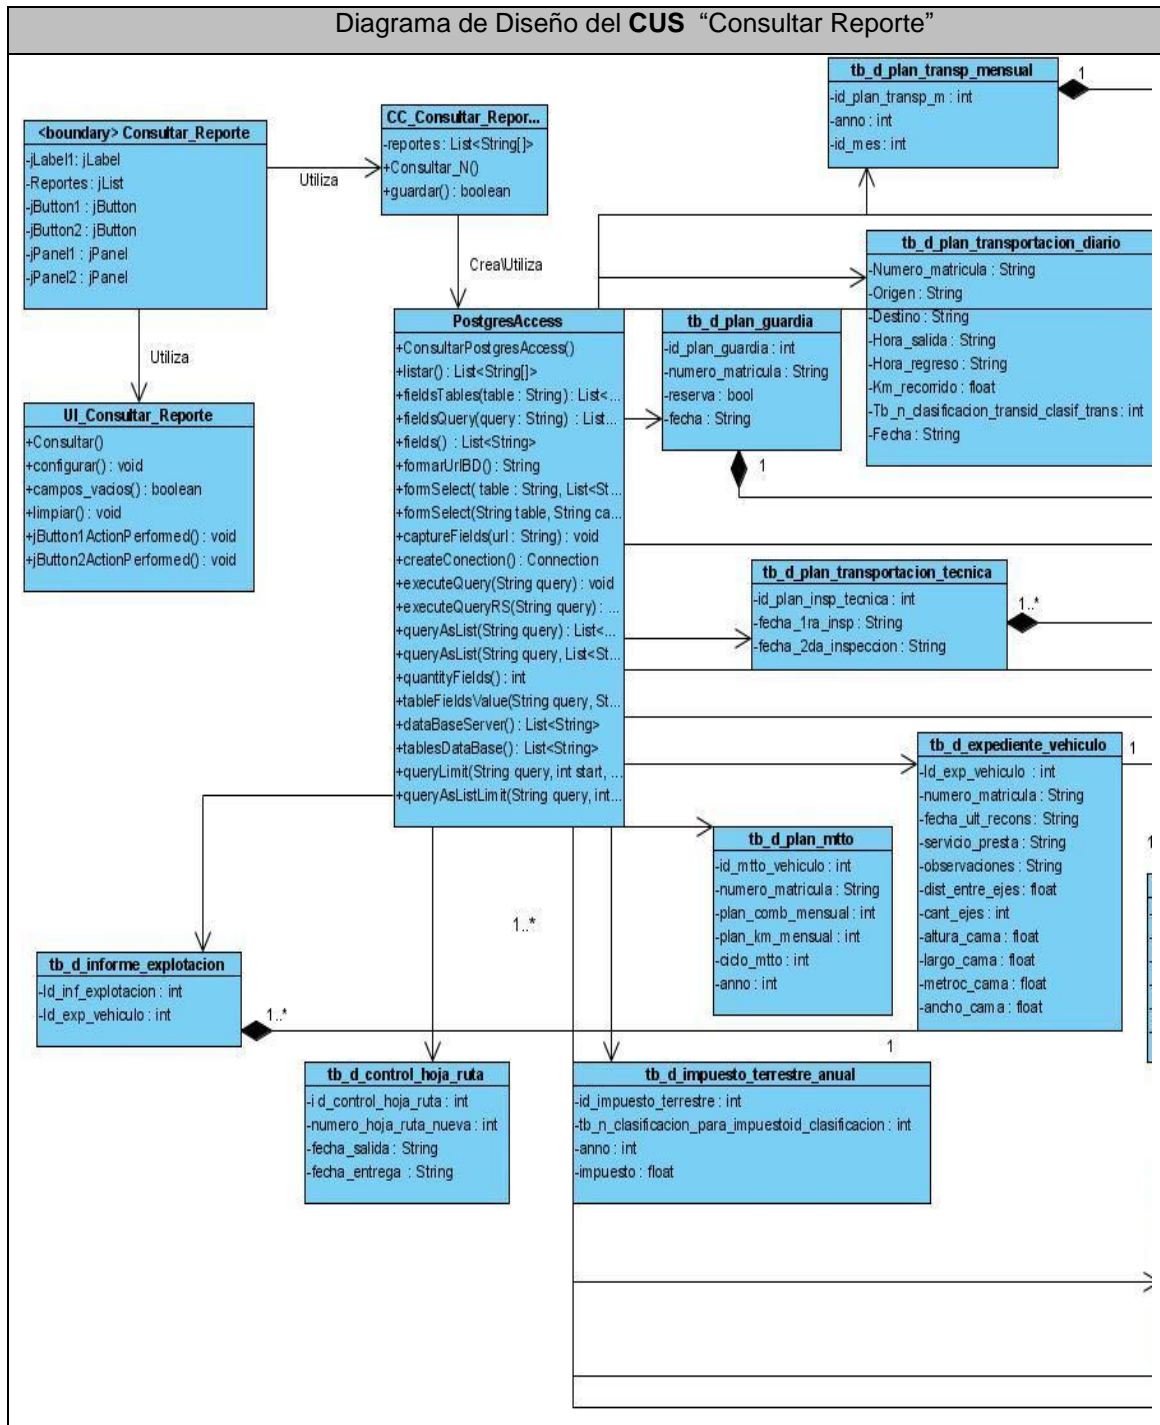 Diagrama de Diseño del CUS "Consultar Reporte"
tb_d_plan_transp_mensual
-id_plan_transp_m : int
-anno : int
-id_mes : int
1
<boundary> Consultar_Reporte
-jLabel1: jLabel
-Reportes : jList
-jButton1 : jButton
-jButton2 : jButton
-jPanel1 : jPanel
-jPanel2 : jPanel
Utiliza
CC_Consultar_Repor...
-reportes : List<String[]>
+Consultar_N()
+guardar() : boolean
Crea\Utiliza
Utiliza
UI_Consultar_Reporte
+Consultar()
+configurar() : void
+campos_vacios() : boolean
+limpiar() : void
+jButton1ActionPerformed() : void
+jButton2ActionPerformed() : void
PostgresAccess
+ConsultarPostgresAccess()
+listar() : List<String[]>
+fieldsTables(table : String) : List<...
+fieldsQuery(query : String) : List...
+fields() : List<String>
+formarUrlBD() : String
+formSelect( table : String, List<St...
+formSelect(String table, String ca...
+captureFields(url : String) : void
+createConection() : Connection
+executeQuery(String query) : void
+executeQueryRS(String query) : ...
+queryAsList(String query) : List<...
+queryAsList(String query, List<St...
+quantityFields() : int
+tableFieldsValue(String query, St...
+dataBaseServer() : List<String>
+tablesDataBase() : List<String>
+queryLimit(String query, int start, ...
+queryAsListLimit(String query, int...
tb_d_plan_guardia
-id_plan_guardia : int
-numero_matricula : String
-reserva : bool
-fecha : String
1
tb_d_plan_transportacion_diario
-Numero_matricula : String
-Origen : String
-Destino : String
-Hora_salida : String
-Hora_regreso : String
-Km_recorrido : float
-Tb_n_clasificacion_transid_clasif_trans : int
-Fecha : String
tb_d_plan_transportacion_tecnica
-id_plan_insp_tecnica : int
-fecha_1ra_insp : String
-fecha_2da_inspeccion : String
1..*
tb_d_expediente_vehiculo
-Id_exp_vehiculo : int
-numero_matricula : String
-fecha_ult_recons : String
-servicio_presta : String
-observaciones : String
-dist_entre_ejes : float
-cant_ejes : int
-altura_cama : float
-largo_cama : float
-metroc_cama : float
-ancho_cama : float
1
tb_d_plan_mtto
-id_mtto_vehiculo : int
-numero_matricula : String
-plan_comb_mensual : int
-plan_km_mensual : int
-ciclo_mtto : int
-anno : int
1..*
tb_d_informe_explotacion
-Id_inf_explotacion : int
-Id_exp_vehiculo : int
1..*
1
tb_d_control_hoja_ruta
-i d_control_hoja_ruta : int
-numero_hoja_ruta_nueva : int
-fecha_salida : String
-fecha_entrega : String
tb_d_impuesto_terrestre_anual
-id_impuesto_terrestre : int
-tb_n_clasificacion_para_impuestoid_clasificacion : int
-anno : int
-impuesto : float